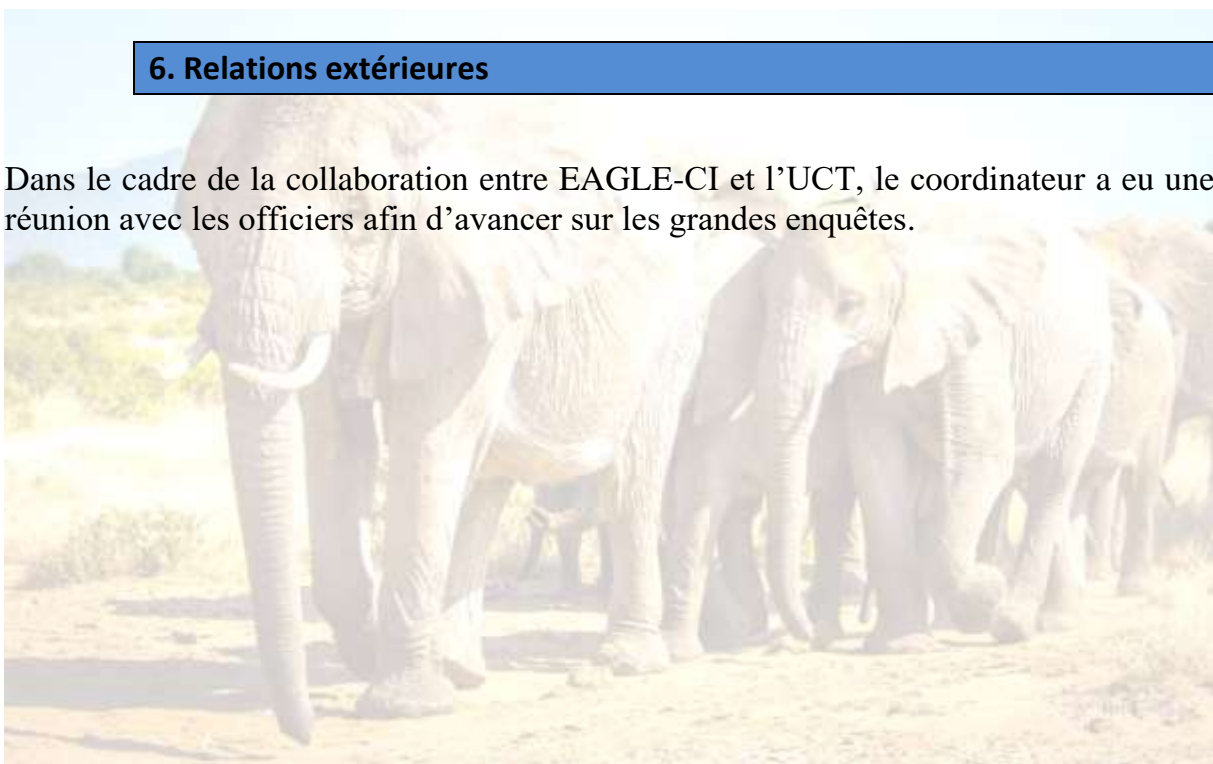 6. Relations extérieures
Dans le cadre de la collaboration entre EAGLE-CI et l’UCT, le coordinateur a eu une
réunion avec les officiers afin d’avancer sur les grandes enquêtes.